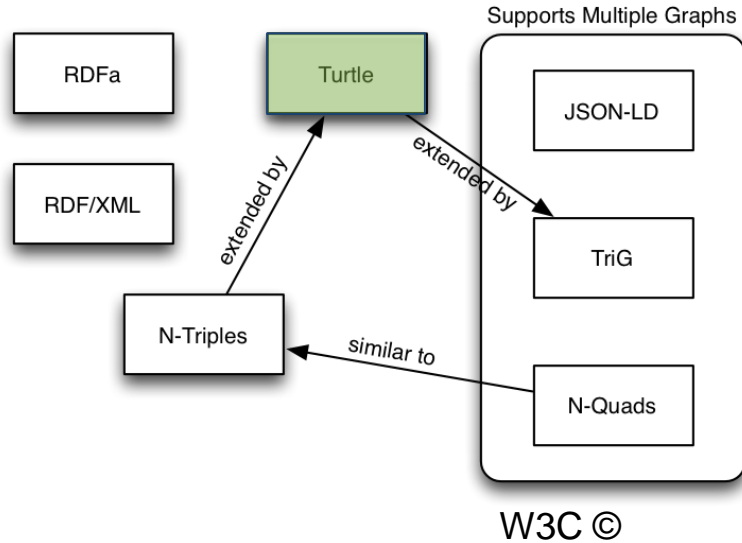 Supports Multiple Graphs
RDFa
Turtle
JSON-LD
extended by
extended by
RDF/XML
TriG
N-Triples
similar to
N-Quads
W3C ©